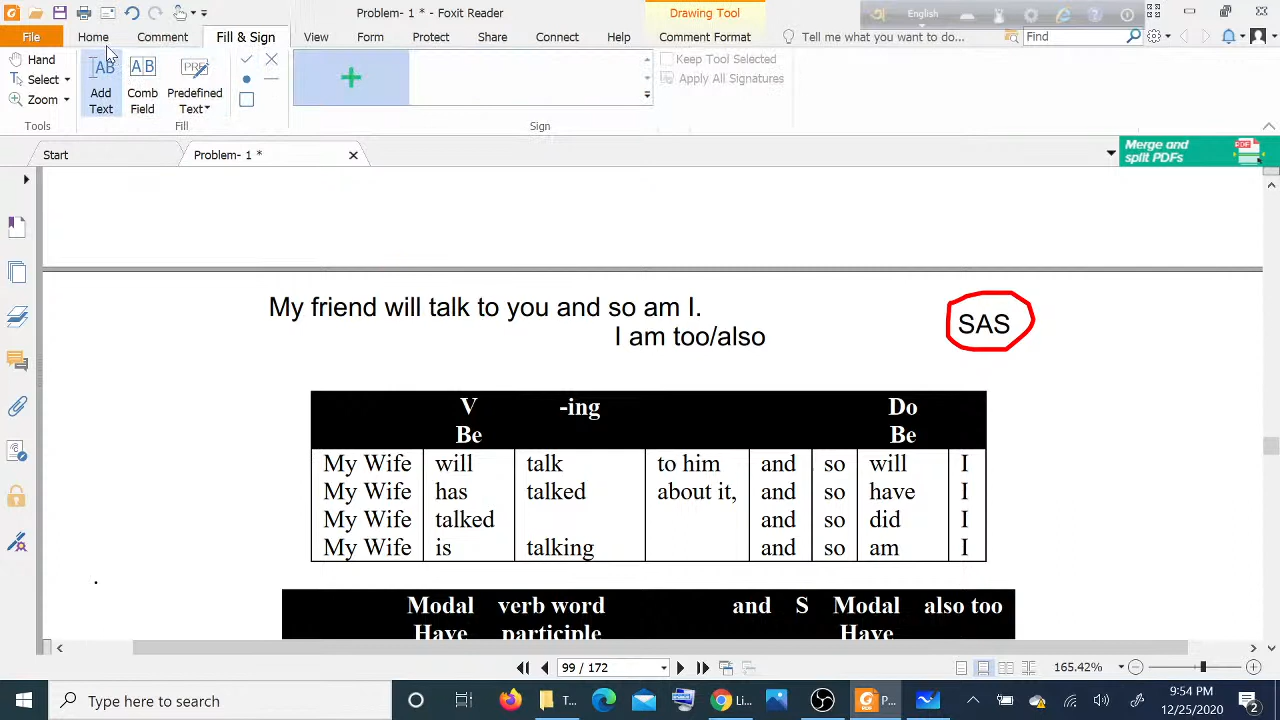 Problem- 1 * - Foxit Reader
Drawing Tool
English
File Home Comment Fill & Sign View Form Protect Share Connect Help Comment Format Tell me what you want to do... Find
Hand
Select
Zoom
Tools
Add Text
Comb Field
PRE
Predefined Text
Fill
Sign
Keep Tool Selected
Apply All Signatures
Start
Problem- 1 *
Merge and
split PDFs
My friend will talk to you and so am I.
I am too/also
SAS
V -ing Do
Be Be
My Wife will talk to him and so will I
My Wife has talked about it, and so have I
My Wife talked and so did I
My Wife is talking and so am I
.
Modal verb word and S Modal also too
Have participle Have
99 / 172
165.42%
Type here to search
T...
Li...
P...
9:54 PM
12/25/2020
2